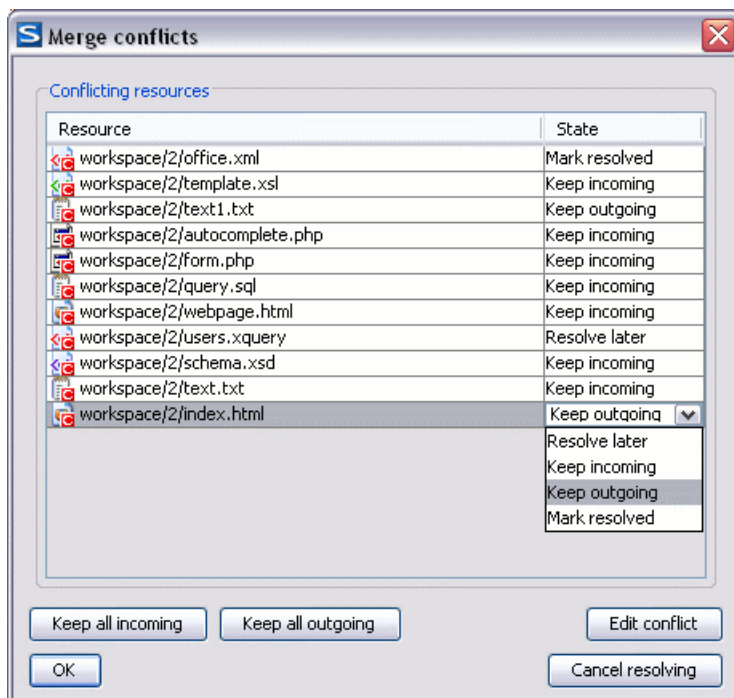 Merge conflicts
Conflicting resources
Resource State
workspace/2/office.xml Mark resolved
workspace/2/template.xsl Keep incoming
workspace/2/text1.txt Keep outgoing
workspace/2/autocomplete.php Keep incoming
workspace/2/form.php Keep incoming
workspace/2/query.sql Keep incoming
workspace/2/webpage.html Keep incoming
workspace/2/users.xquery Resolve later
workspace/2/schema.xsd Keep incoming
workspace/2/text.txt Keep incoming
workspace/2/index.html Keep outgoing
Resolve later
Keep incoming
Keep outgoing
Mark resolved
Keep all incoming Keep all outgoing Edit conflict
OK Cancel resolving